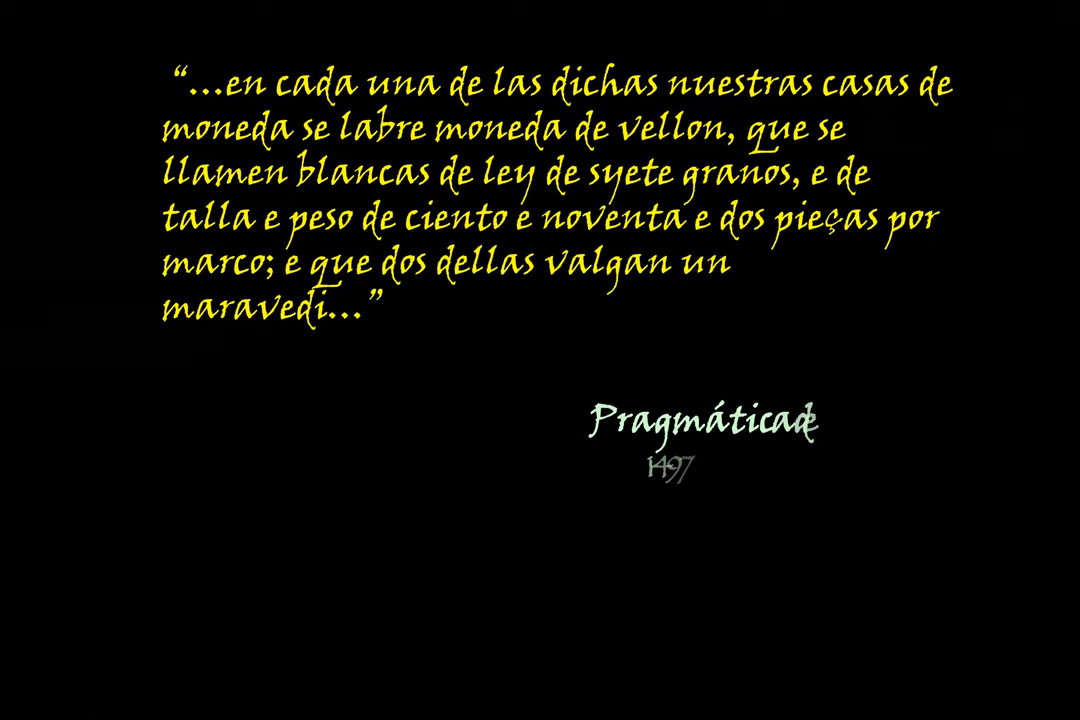 “...en cada una de las dichas nuestras casas de
moneda se labre moneda de vellon, que se
llamen blancas de ley de syete granos, e de
talla e peso de ciento e noventa e dos pieças por
marco; e que dos dellas valgan un
maravedi...”
Pragmática de
1497